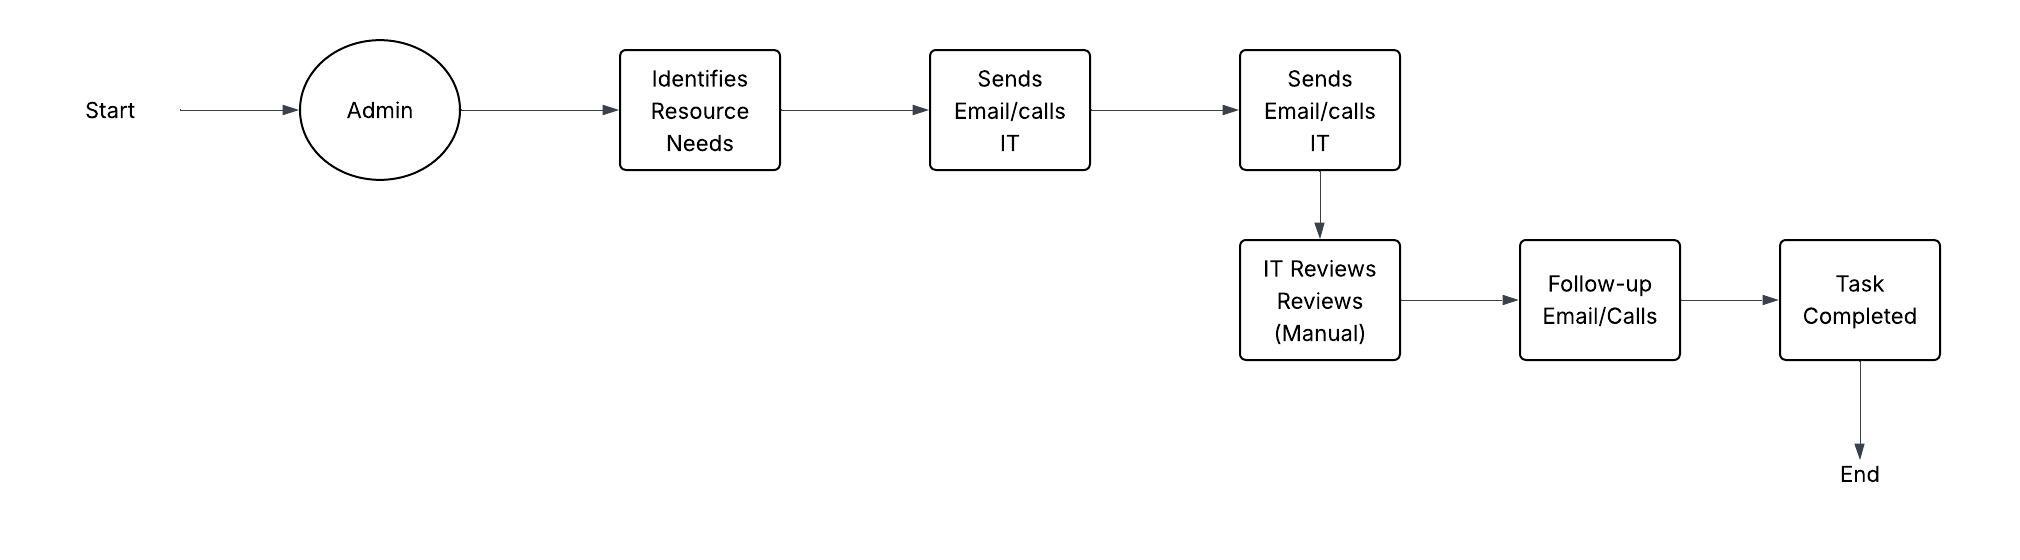 Start
Admin
Identifies
Resource
Needs
Sends
Email/calls
IT
Sends
Email/calls
IT
IT Reviews
Reviews
(Manual)
Follow-up
Email/Calls
Task
Completed
End